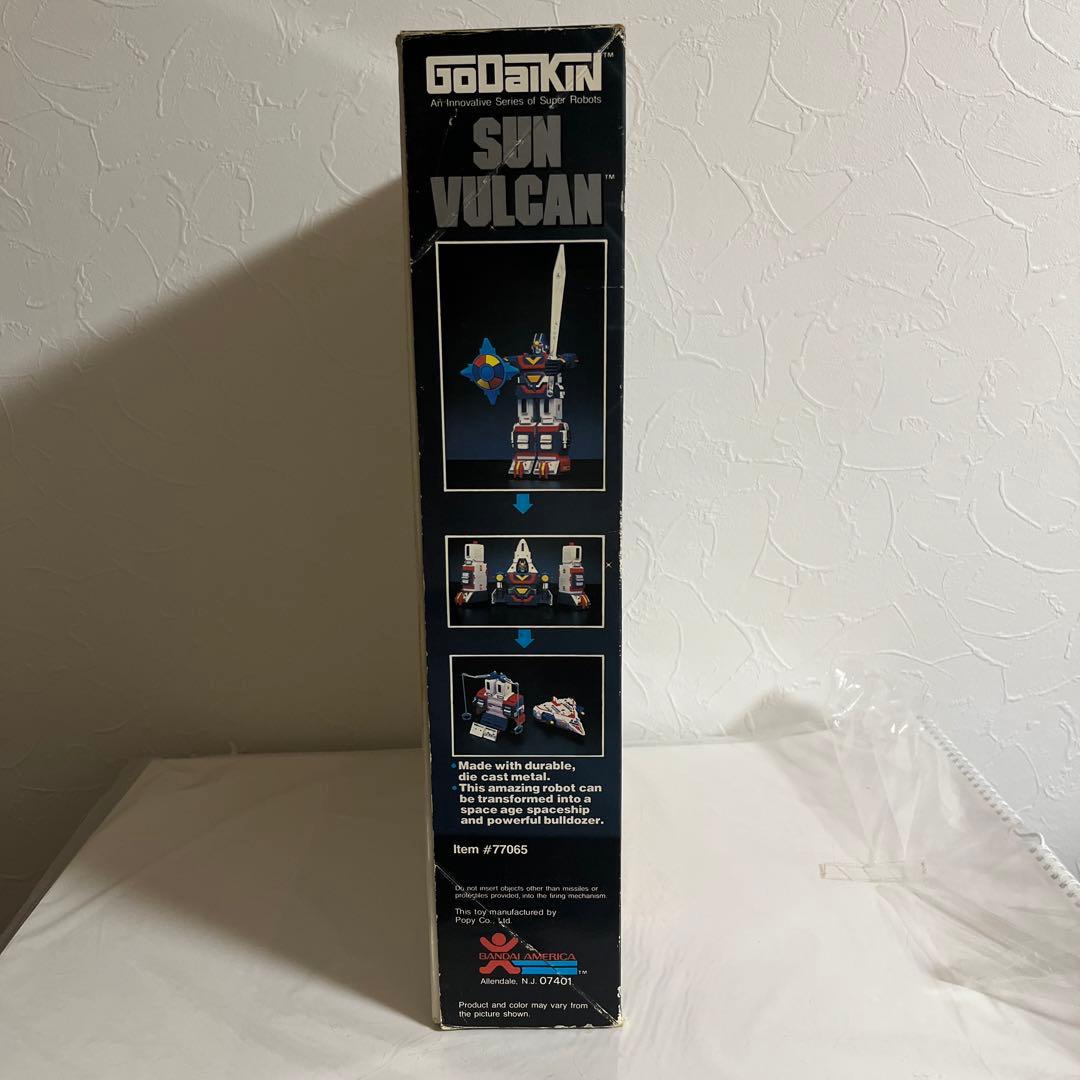 GoDaiKiN™
An Innovative Series of Super Robots
SUN
VULCAN™
• Made with durable,
die cast metal.
• This amazing robot can
be transformed into a
space age spaceship
and powerful bulldozer.
Item #77065
Do not insert objects other than missiles or
projectiles provided, into the firing mechanism.
This toy manufactured by
Popy Co., Ltd.
BANDAI AMERICA™
Allendale, N.J. 07401
Product and color may vary from
the picture shown.